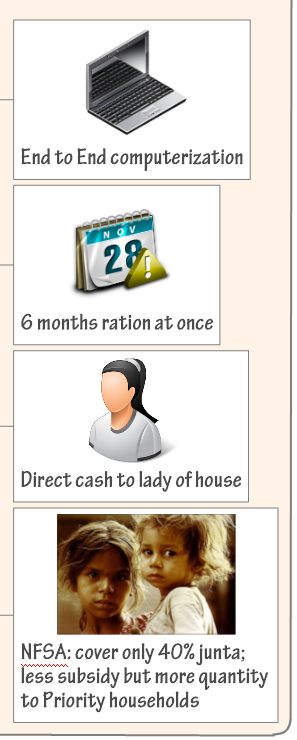 End to End computerization
NOV
28
!
6 months ration at once
Direct cash to lady of house
NFSA: cover only 40% junta;
less subsidy but more quantity
to Priority households